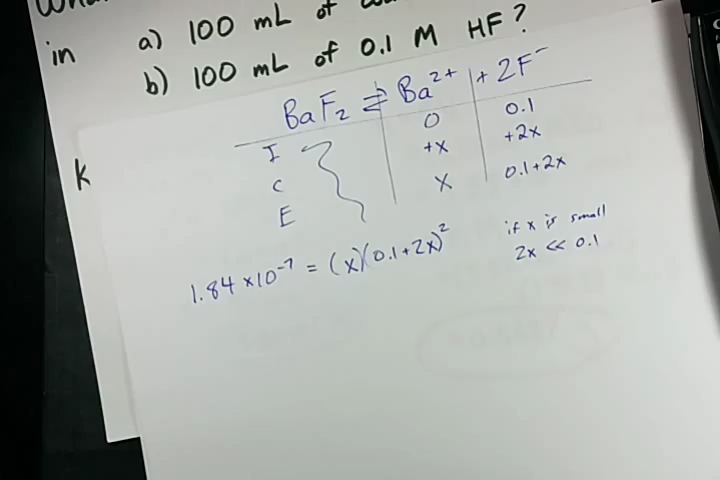 in a) 100 mL of
b) 100 mL of 0.1 M HF?
k
BaF₂ ⇌ Ba²⁺ + 2F⁻
I 0 0.1
C +x +2x
E x 0.1+2x
1.84 × 10⁻⁷ = (x)(0.1+2x)²
if x is small
2x << 0.1